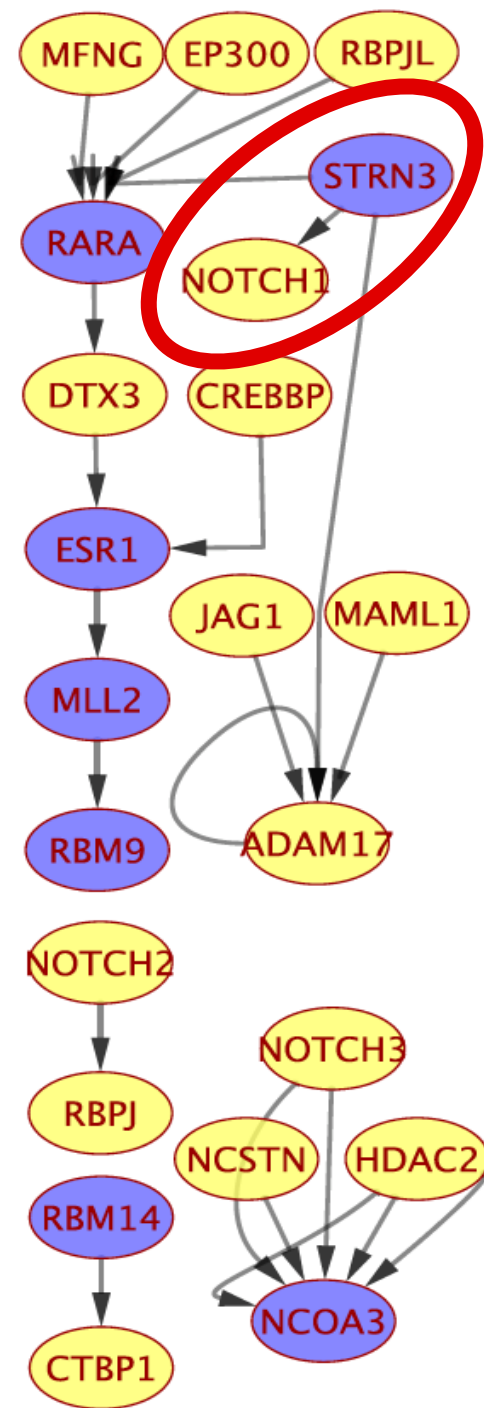 MFNG EP300 RBPJL
STRN3
RARA
NOTCH1
DTX3 CREBBP
ESR1
JAG1 MAML1
MLL2
RBM9 ADAM17
NOTCH2
NOTCH3
RBPJ
NCSTN HDAC2
RBM14
NCOA3
CTBP1